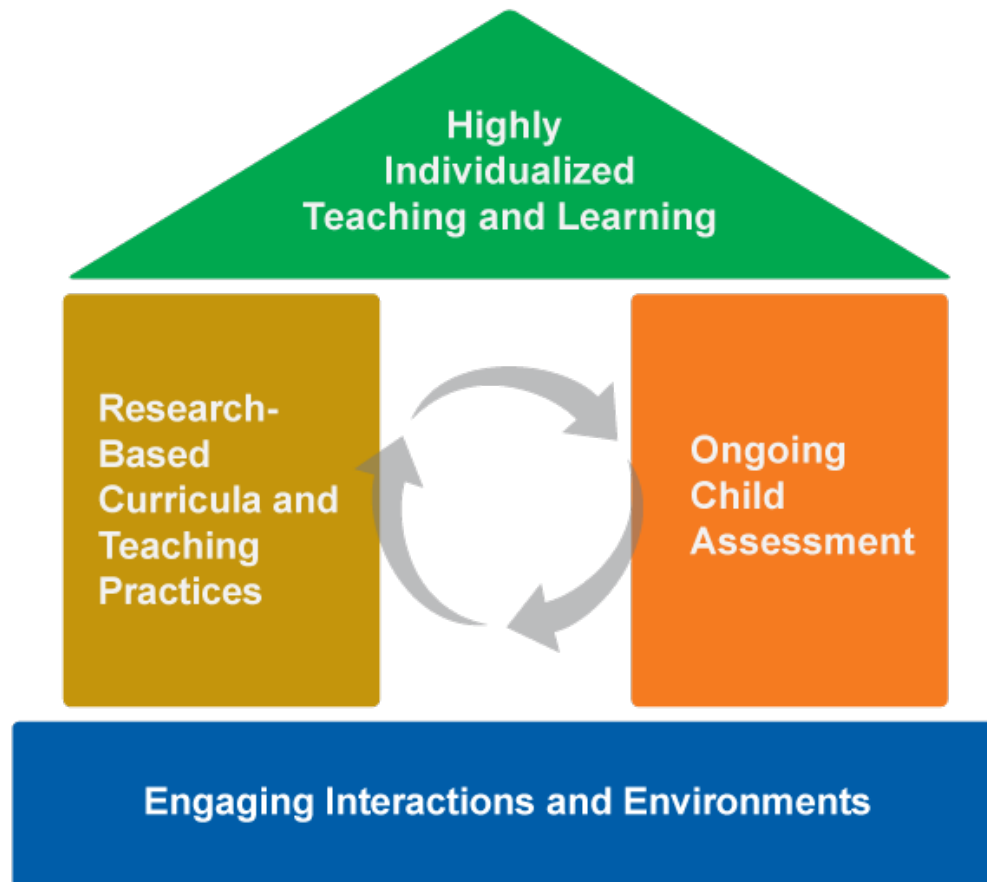 Highly
Individualized
Teaching and Learning
Research-
Based
Curricula and
Teaching
Practices
Ongoing
Child
Assessment
Engaging Interactions and Environments